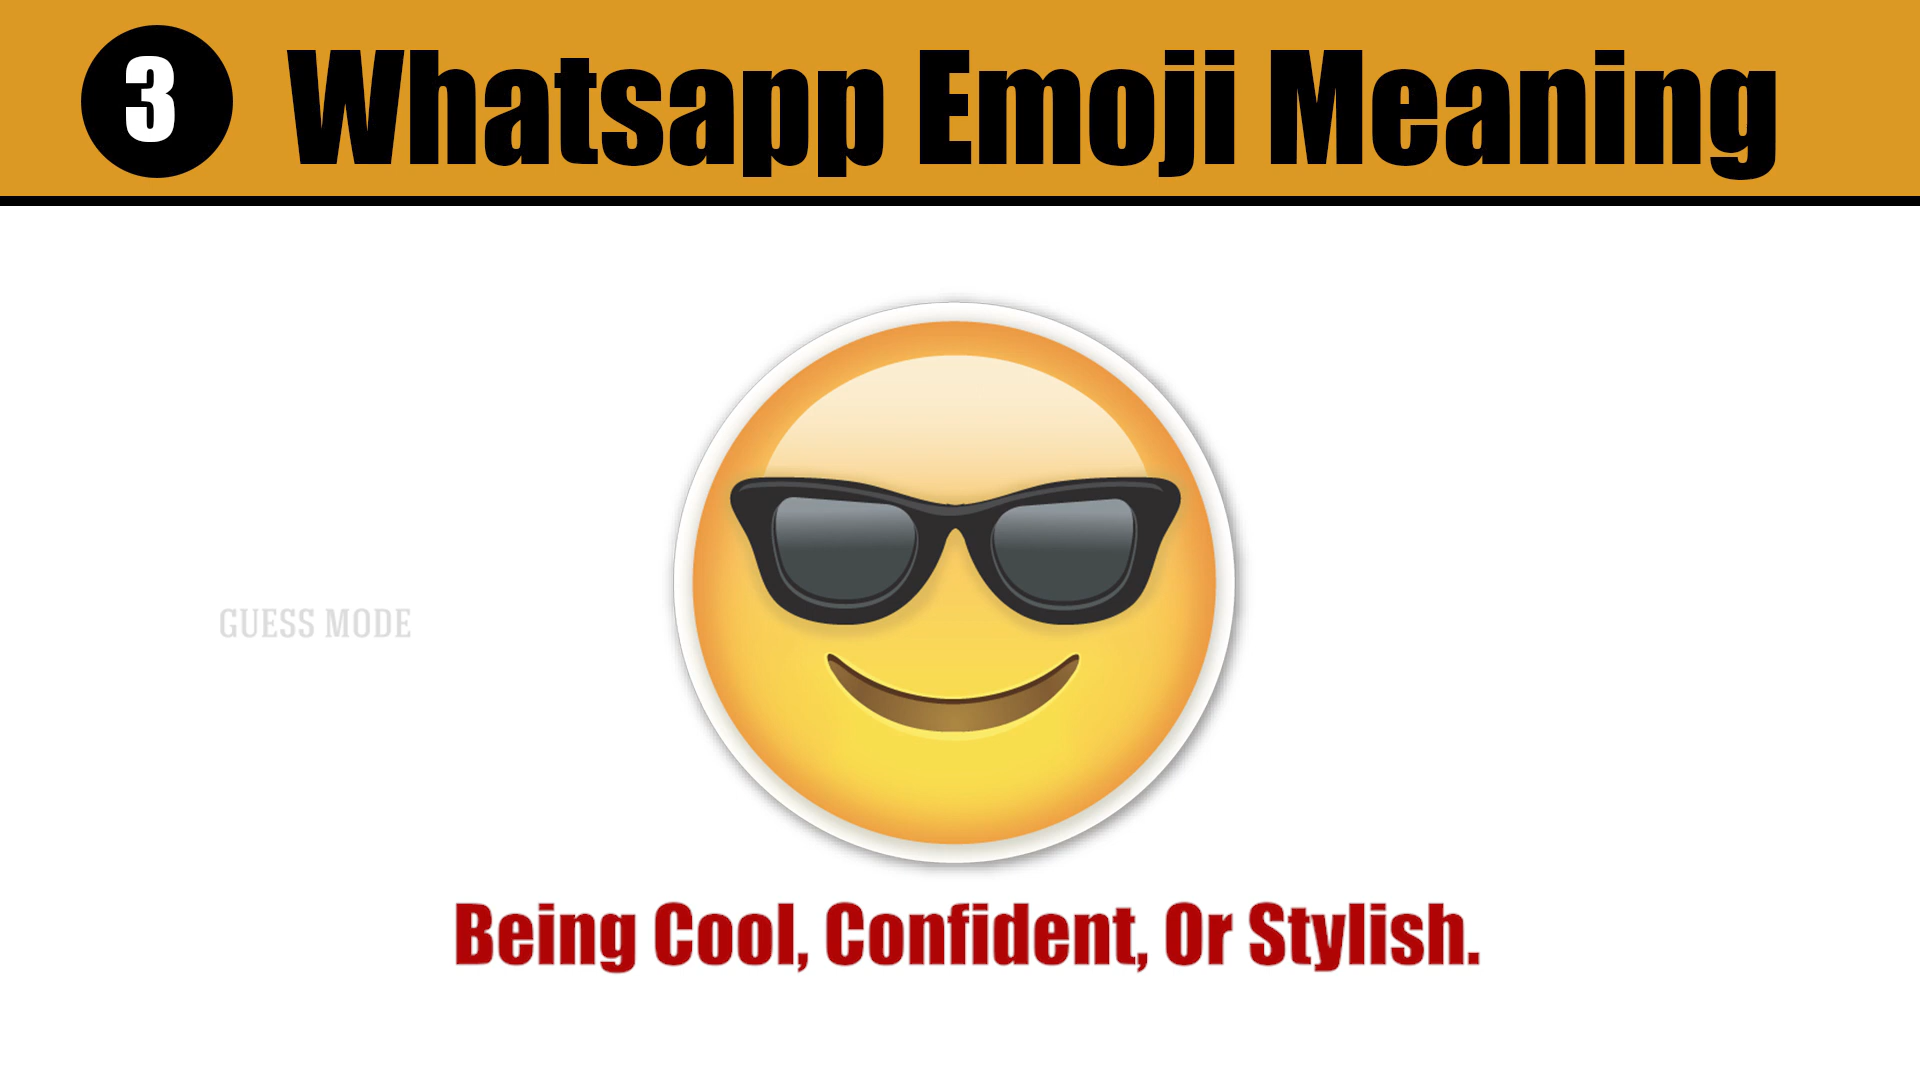 3 Whatsapp Emoji Meaning
GUESS MODE
Being Cool, Confident, Or Stylish.